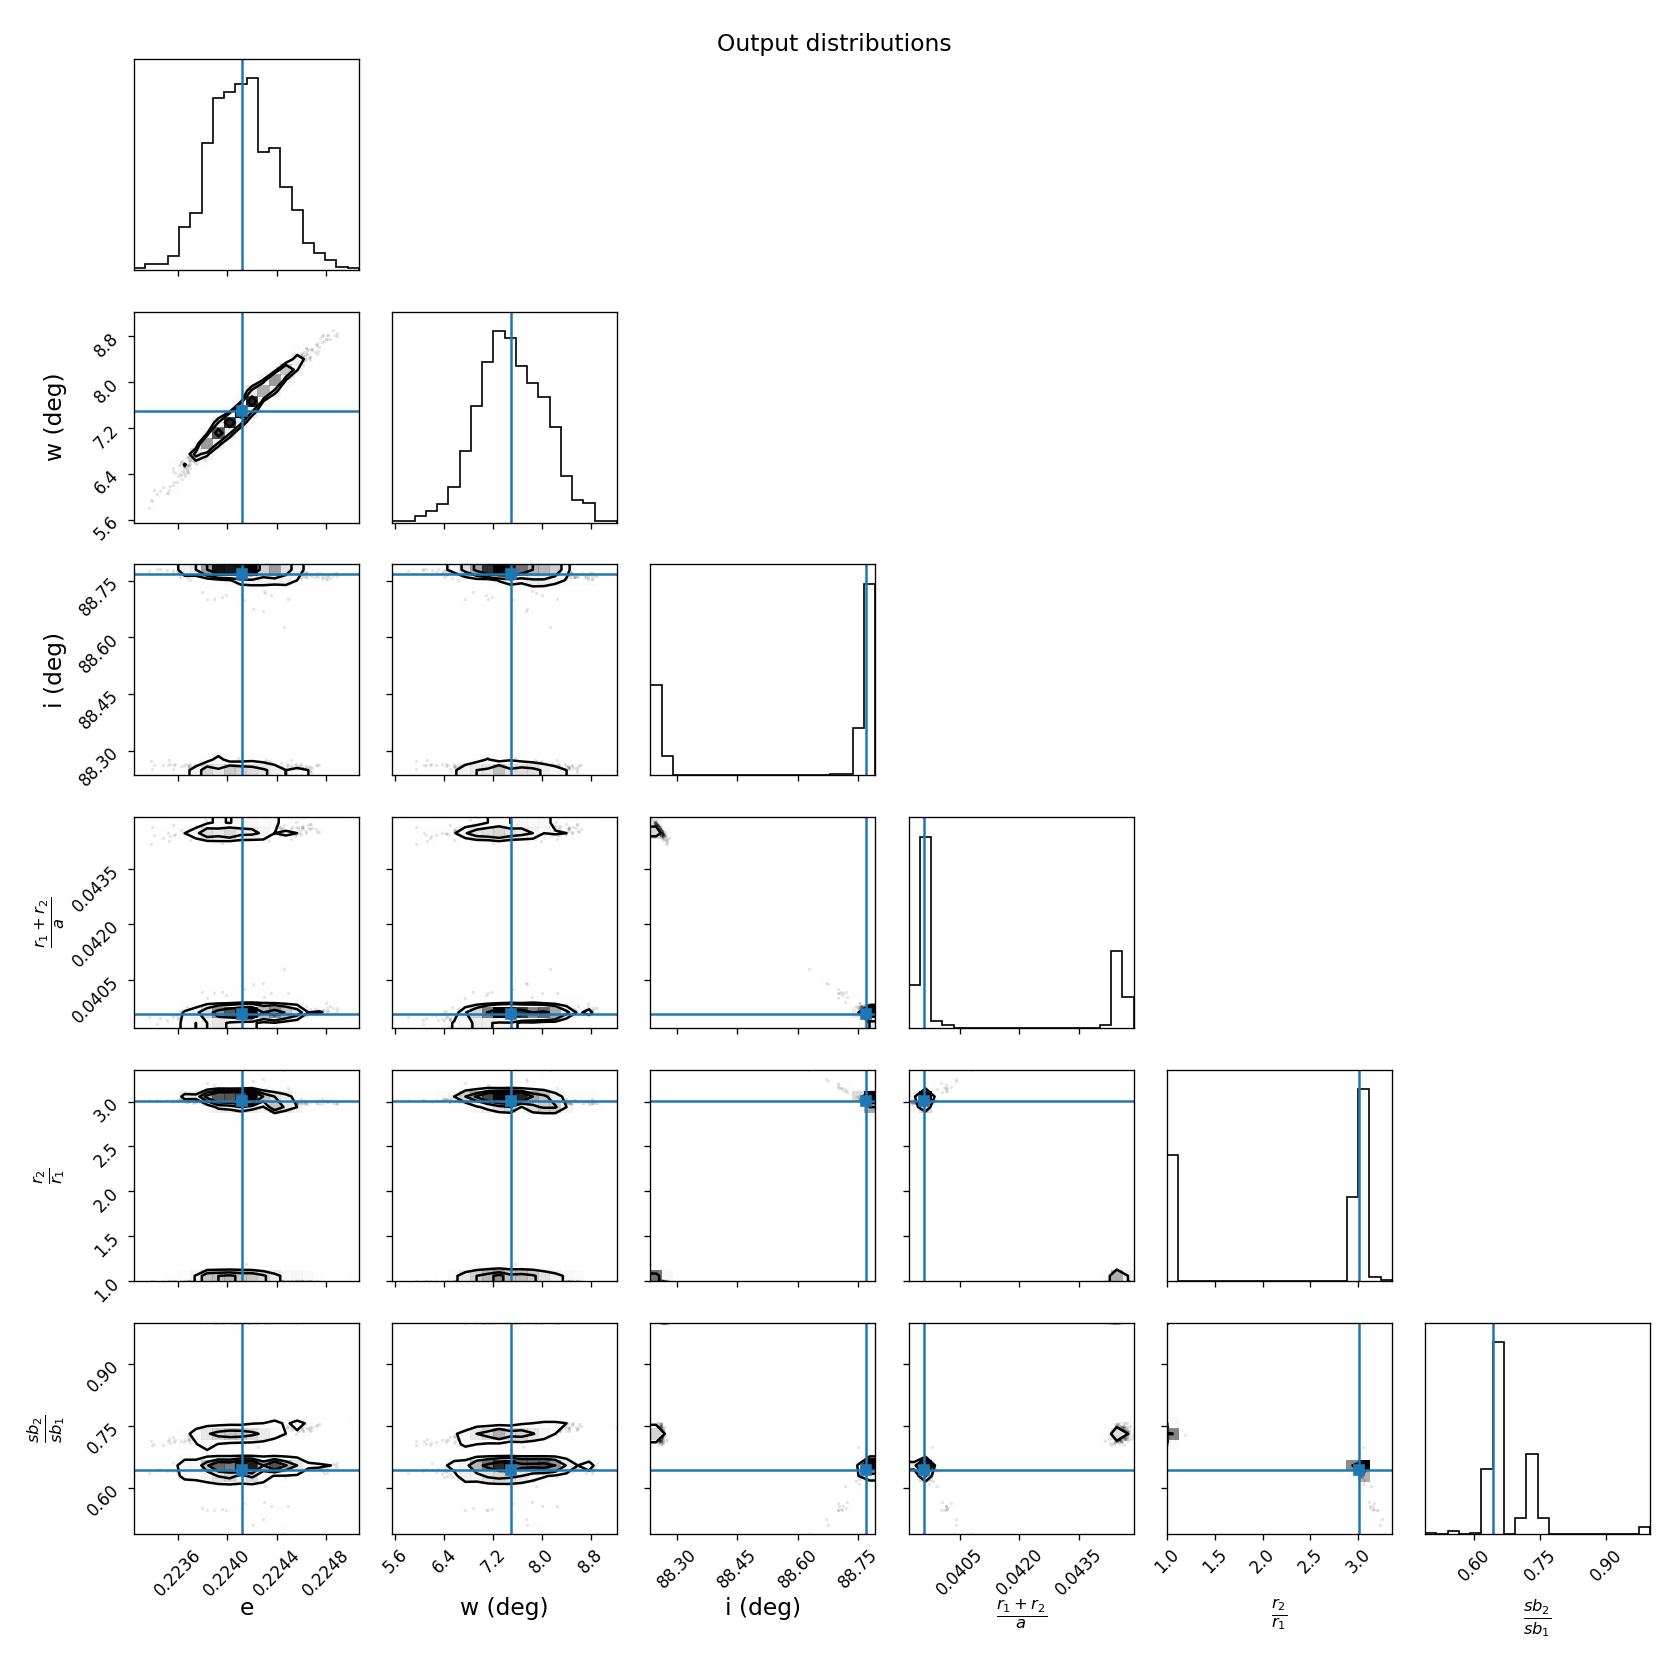 Output distributions
w (deg)
8.8
8.0
7.2
6.4
5.6
i (deg)
88.75
88.60
88.45
88.30
r₁ + r₂
a
0.0435
0.0420
0.0405
r₂
r₁
3.0
2.5
2.0
1.5
1.0
sb₂
sb₁
0.90
0.75
0.60
0.2236 0.2240 0.2244 0.2248
5.6 6.4 7.2 8.0 8.8
88.30 88.45 88.60 88.75
0.0405 0.0420 0.0435
1.0 1.5 2.0 2.5 3.0
0.60 0.75 0.90
e
w (deg)
i (deg)
r₁ + r₂
a
r₂
r₁
sb₂
sb₁